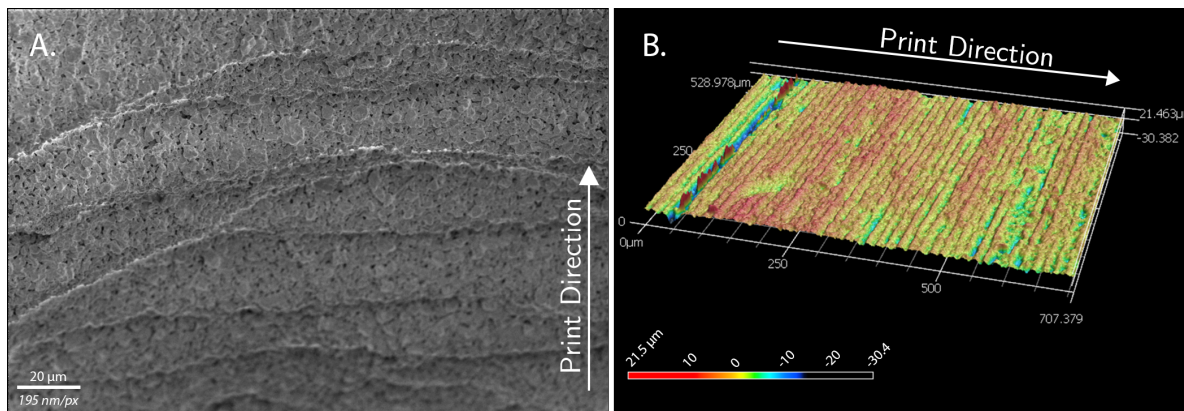 A.
Print Direction
20 µm
195 nm/px
B.
Print Direction
528.978µm
21.463µ
-30.382
250
0
0µm
250
500
707.379
21.5 µm
10
0
-10
-20
-30.4